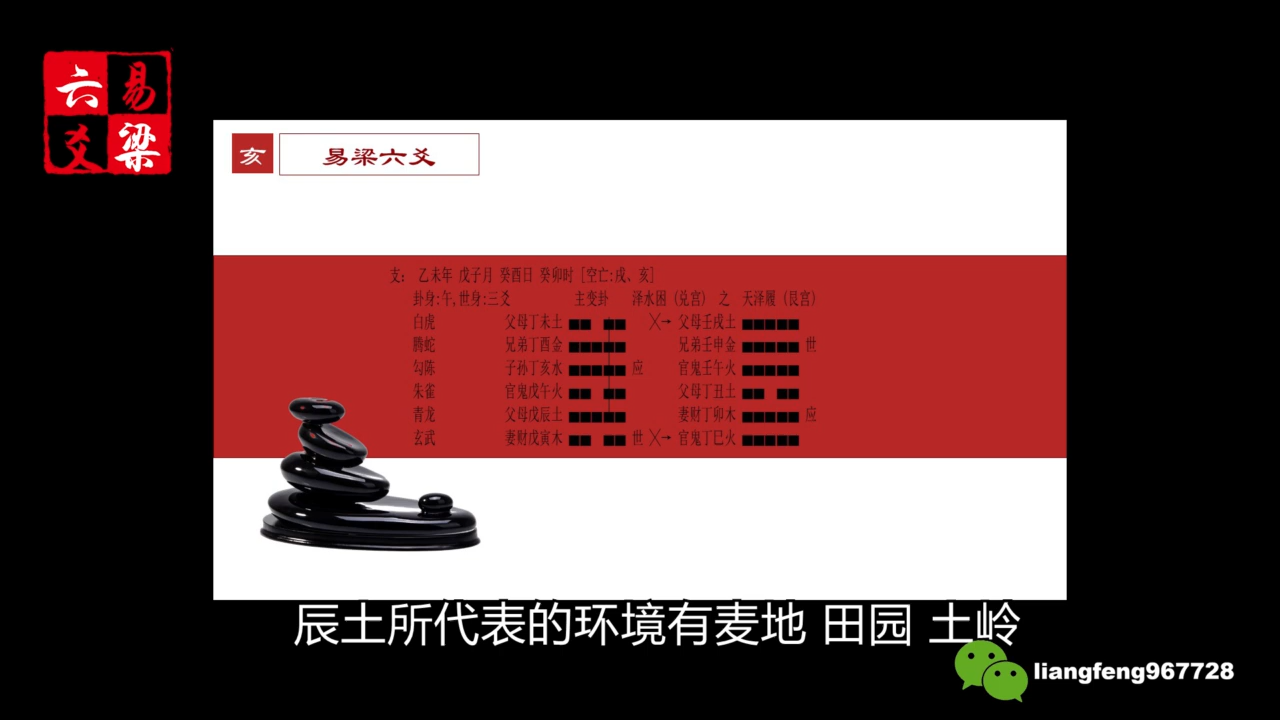 六易
爻梁
亥 易梁六爻
支： 乙未年 戊子月 癸酉日 癸卯时 [空亡:戌、亥]
卦身:午,世身:三爻 主变卦 泽水困（兑宫） 之 天泽履（艮宫）
白虎 父母丁未土 ╳→ 父母壬戌土
腾蛇 兄弟丁酉金 兄弟壬申金 世
勾陈 子孙丁亥水 应 官鬼壬午火
朱雀 官鬼戊午火 父母丁丑土
青龙 父母戊辰土 妻财丁卯木 应
玄武 妻财戊寅木 世 ╳→ 官鬼丁巳火
辰土所代表的环境有麦地 田园 土岭
liangfeng967728